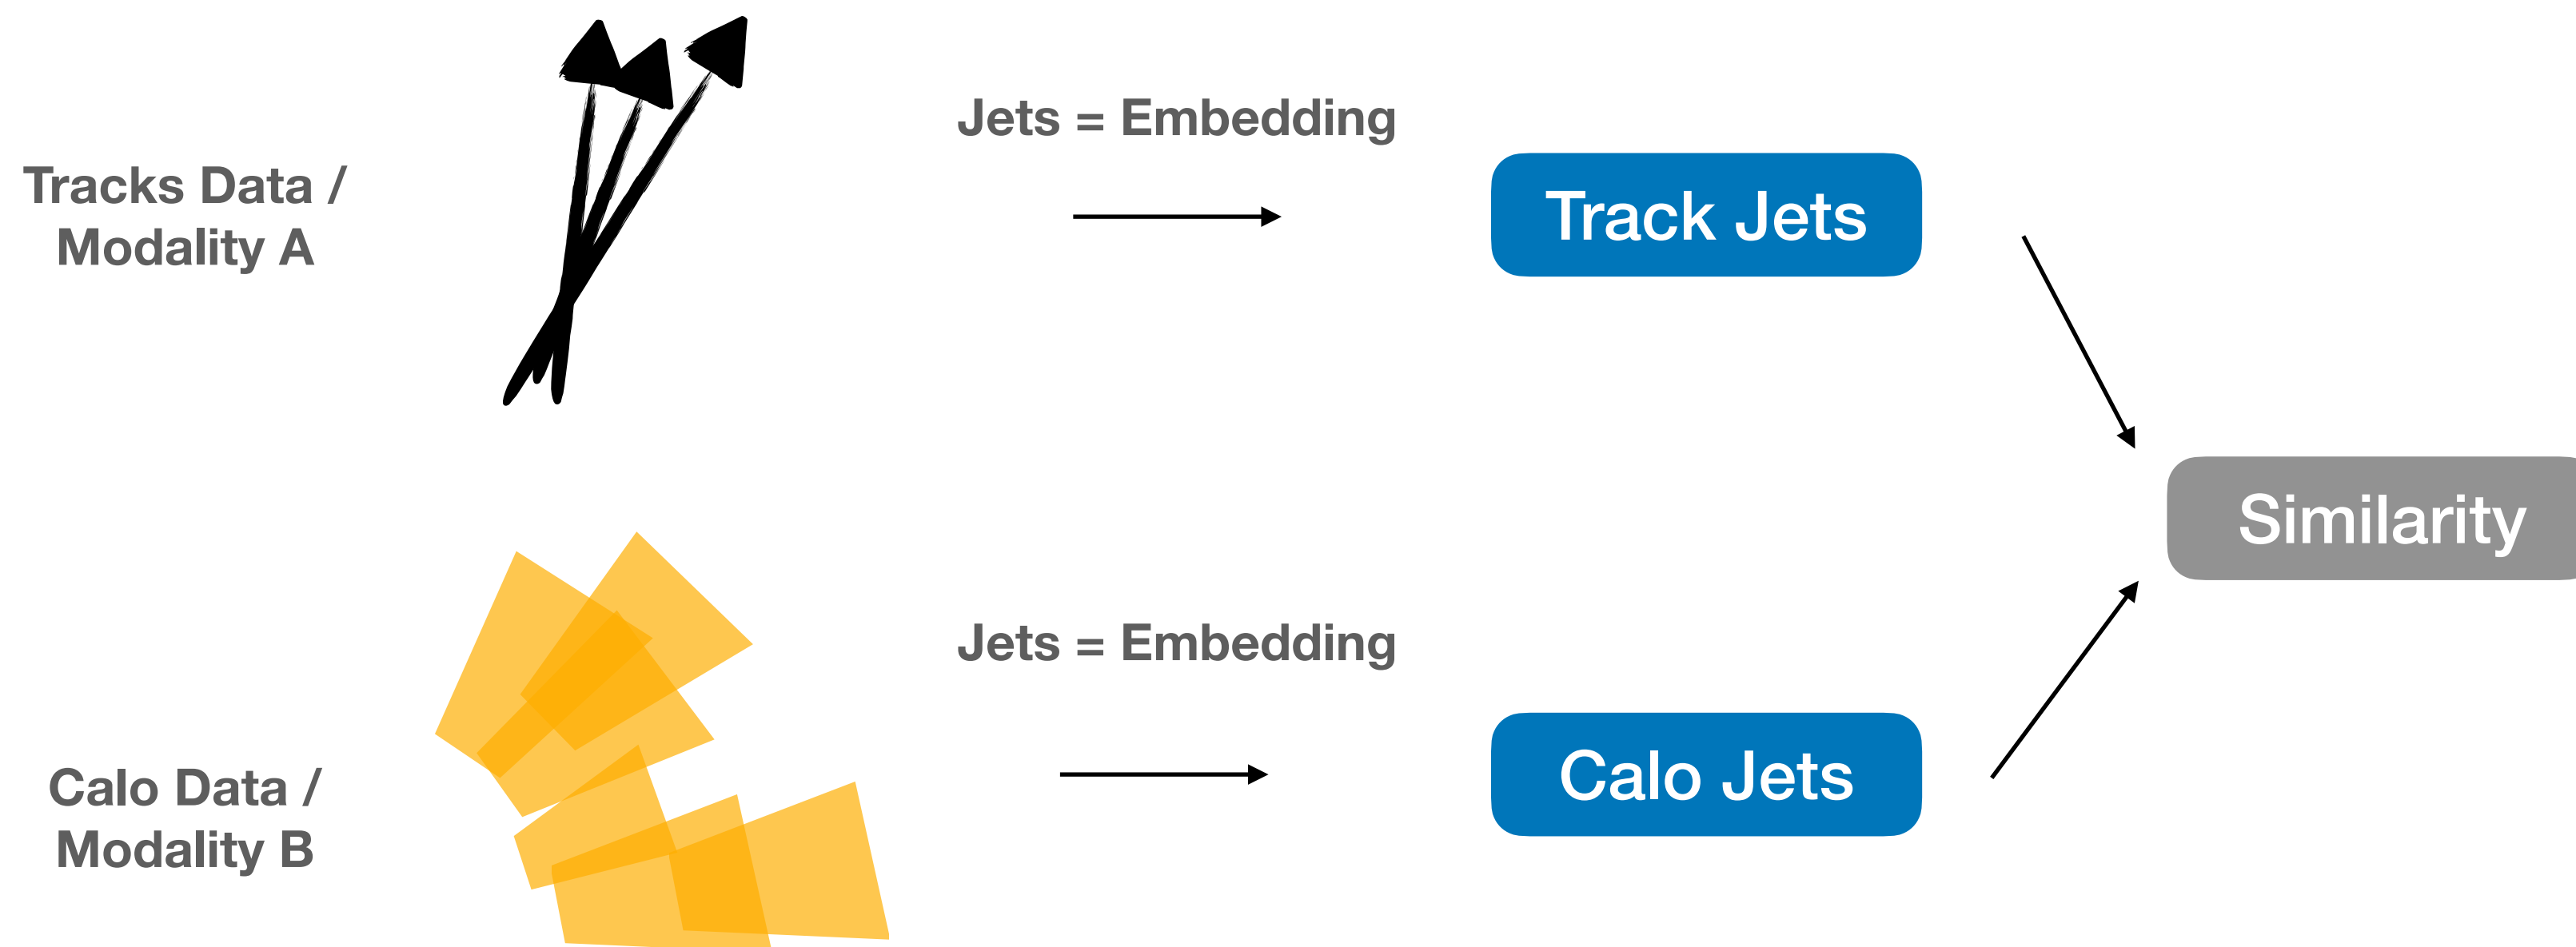 Jets = Embedding
Tracks Data /
Modality A
Track Jets
Similarity
Jets = Embedding
Calo Data /
Modality B
Calo Jets